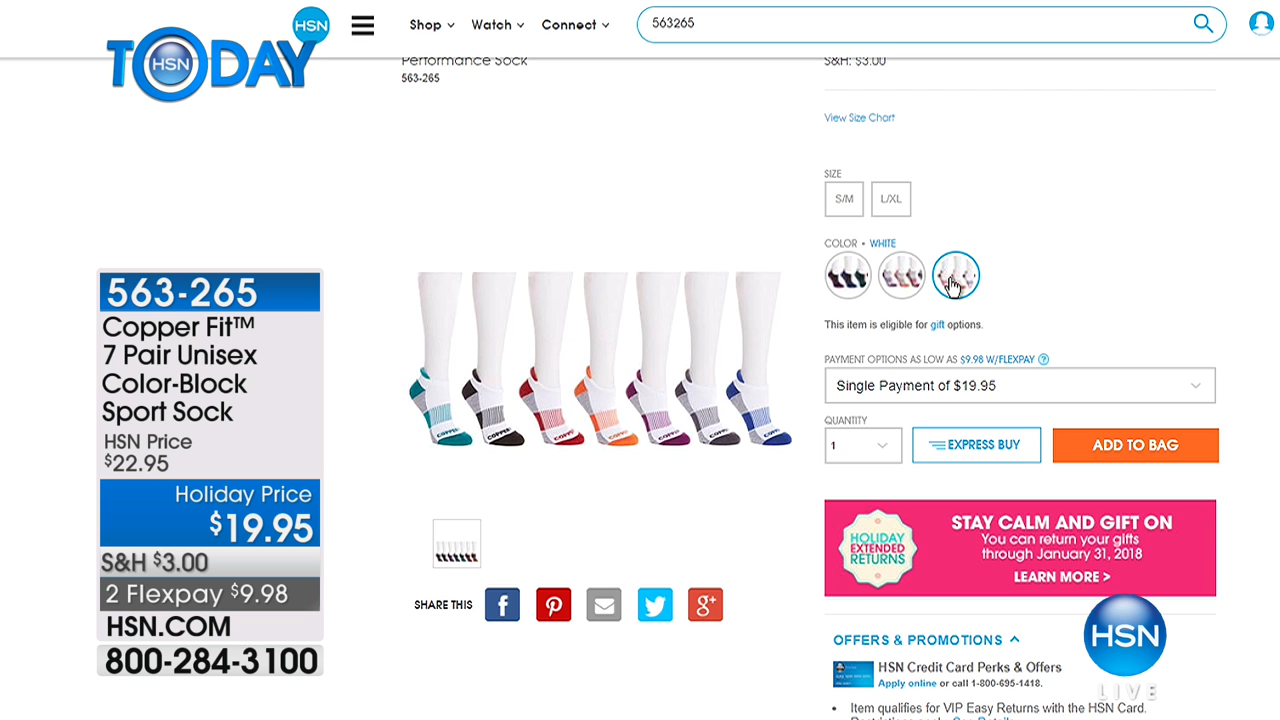 HSN
TODAY
HSN
Shop
Watch
Connect
563265
Performance Sock
563-265
S&H: $3.00
View Size Chart
SIZE
S/M
L/XL
COLOR • WHITE
This item is eligible for gift options.
PAYMENT OPTIONS AS LOW AS $9.98 W/FLEXPAY ?
Single Payment of $19.95
QUANTITY
1
EXPRESS BUY
ADD TO BAG
563-265
Copper Fit™
7 Pair Unisex
Color-Block
Sport Sock
HSN Price
$22.95
Holiday Price
$19.95
S&H $3.00
2 Flexpay $9.98
HSN.COM
800-284-3100
COPPER
COPPER
COPPER
SHARE THIS
HOLIDAY
EXTENDED
RETURNS
STAY CALM AND GIFT ON
You can return your gifts
through January 31, 2018
LEARN MORE >
OFFERS & PROMOTIONS
HSN Credit Card Perks & Offers
Apply online or call 1-800-695-1418.
• Item qualifies for VIP Easy Returns with the HSN Card.
HSN
LIVE